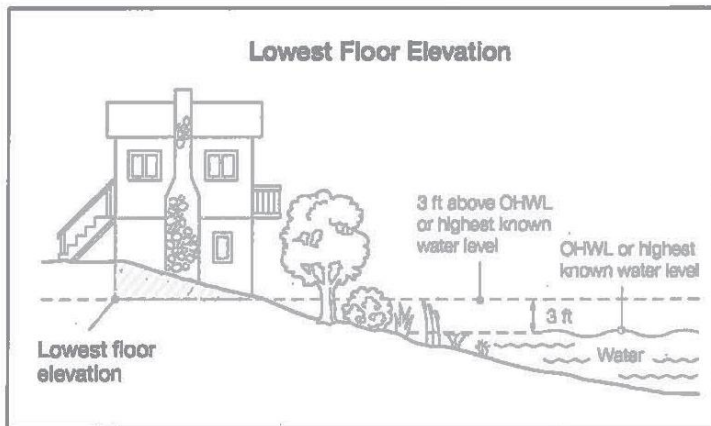 Lowest Floor Elevation
3 ft above OHWL
or highest known
water level
OHWL or highest
known water level
3 ft
Water
Lowest floor
elevation